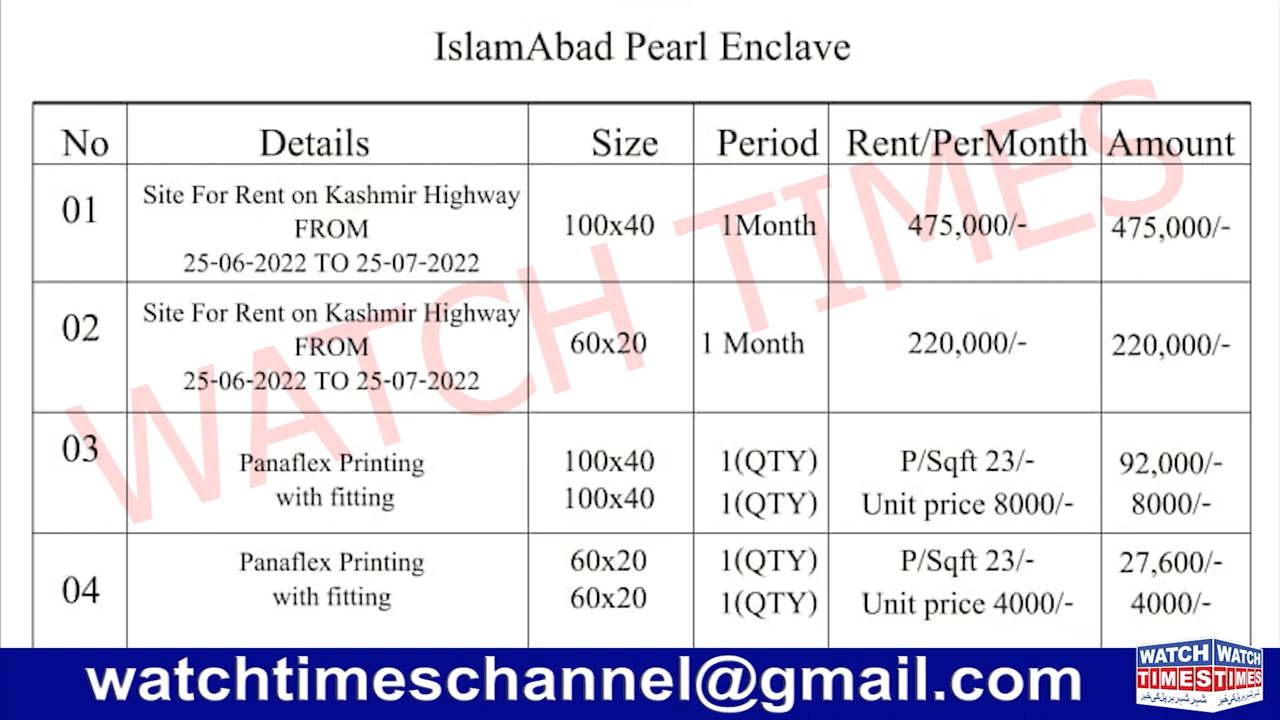 IslamAbad Pearl Enclave
No Details Size Period Rent/PerMonth Amount
01 Site For Rent on Kashmir Highway FROM 25-06-2022 TO 25-07-2022 100x40 1Month 475,000/- 475,000/-
02 Site For Rent on Kashmir Highway FROM 25-06-2022 TO 25-07-2022 60x20 1 Month 220,000/- 220,000/-
03 Panaflex Printing 100x40 1(QTY) P/Sqft 23/- 92,000/-
with fitting 100x40 1(QTY) Unit price 8000/- 8000/-
04 Panaflex Printing 60x20 1(QTY) P/Sqft 23/- 27,600/-
with fitting 60x20 1(QTY) Unit price 4000/- 4000/-
WATCH TIMES
watchtimeschannel@gmail.com
WATCH WATCH
TIMES TIMES